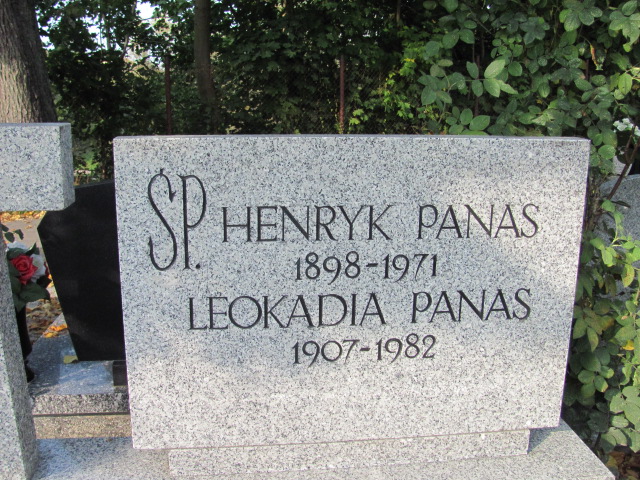 ŚP. HENRYK PANAS
1898-1971
LEOKADIA PANAS
1907-1982